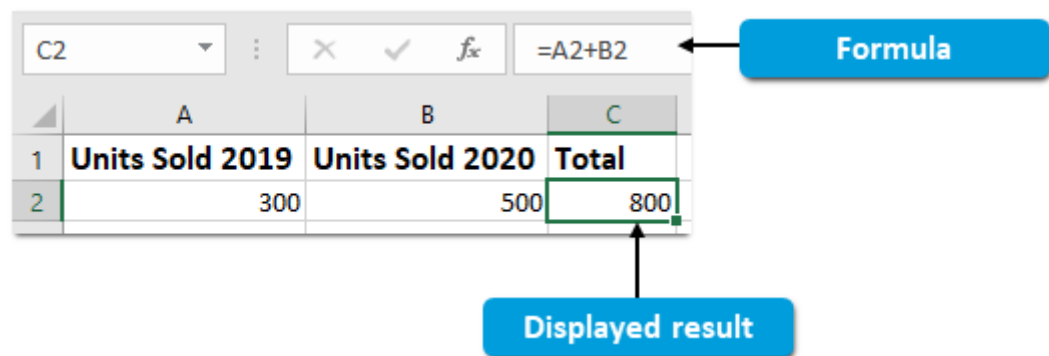 C2 fx =A2+B2 Formula
A B C
1 Units Sold 2019 Units Sold 2020 Total
2 300 500 800
Displayed result